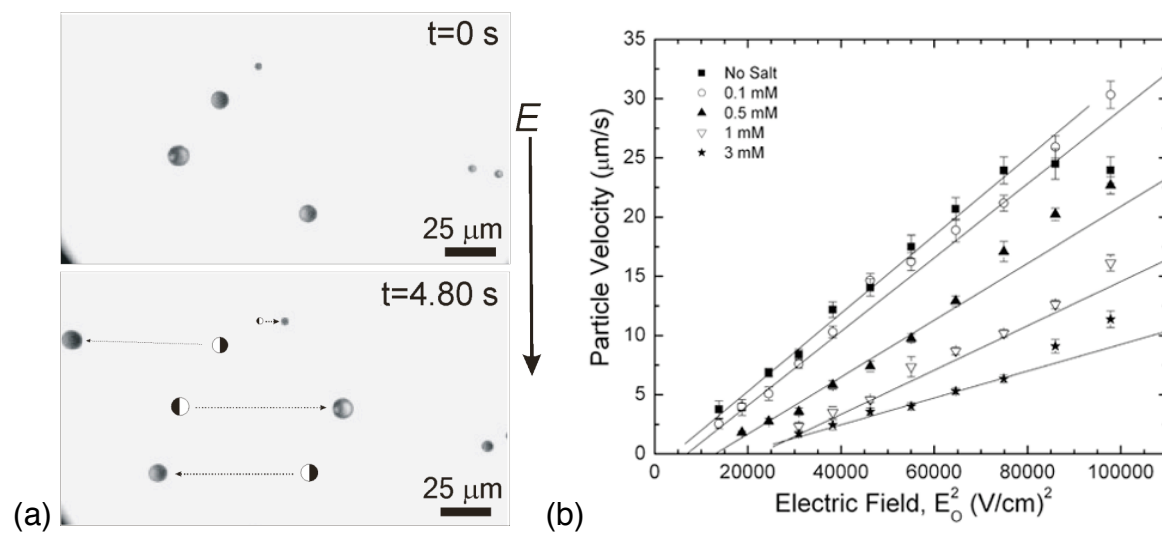 t=0 s
25 μm
E
t=4.80 s
25 μm
(a)
35
30
25
20
15
10
5
0
Particle Velocity (μm/s)
No Salt
0.1 mM
0.5 mM
1 mM
3 mM
0 20000 40000 60000 80000 100000
Electric Field, E₀² (V/cm)²
(b)